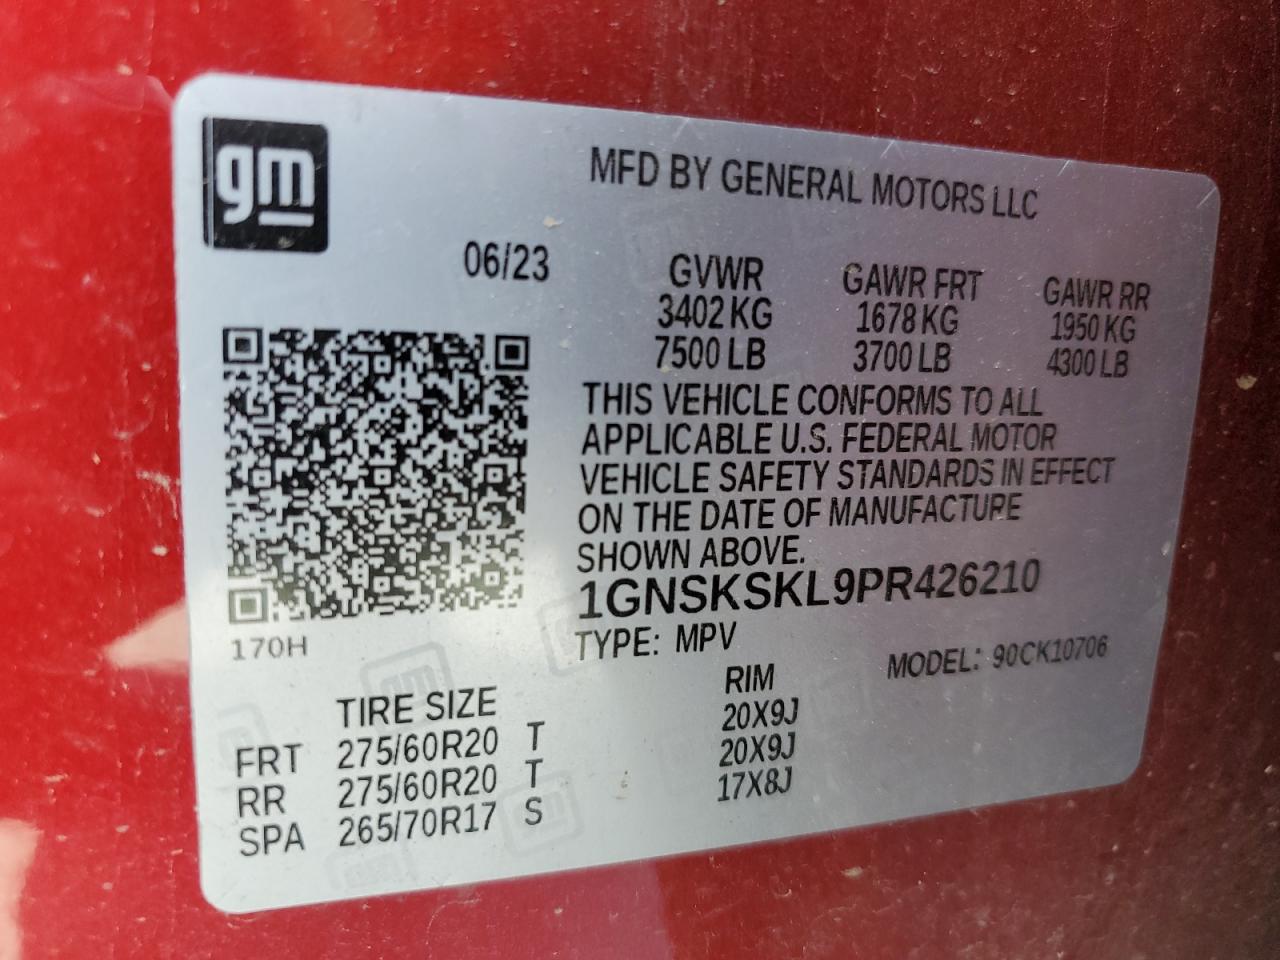 gm
MFD BY GENERAL MOTORS LLC
06/23
GVWR GAWR FRT GAWR RR
3402 KG 1678 KG 1950 KG
7500 LB 3700 LB 4300 LB
THIS VEHICLE CONFORMS TO ALL
APPLICABLE U.S. FEDERAL MOTOR
VEHICLE SAFETY STANDARDS IN EFFECT
ON THE DATE OF MANUFACTURE
SHOWN ABOVE.
1GNSKSKL9PR426210
170H
TYPE: MPV MODEL: 90CK10706
TIRE SIZE RIM
FRT 275/60R20 T 20X9J
RR 275/60R20 T 20X9J
SPA 265/70R17 S 17X8J